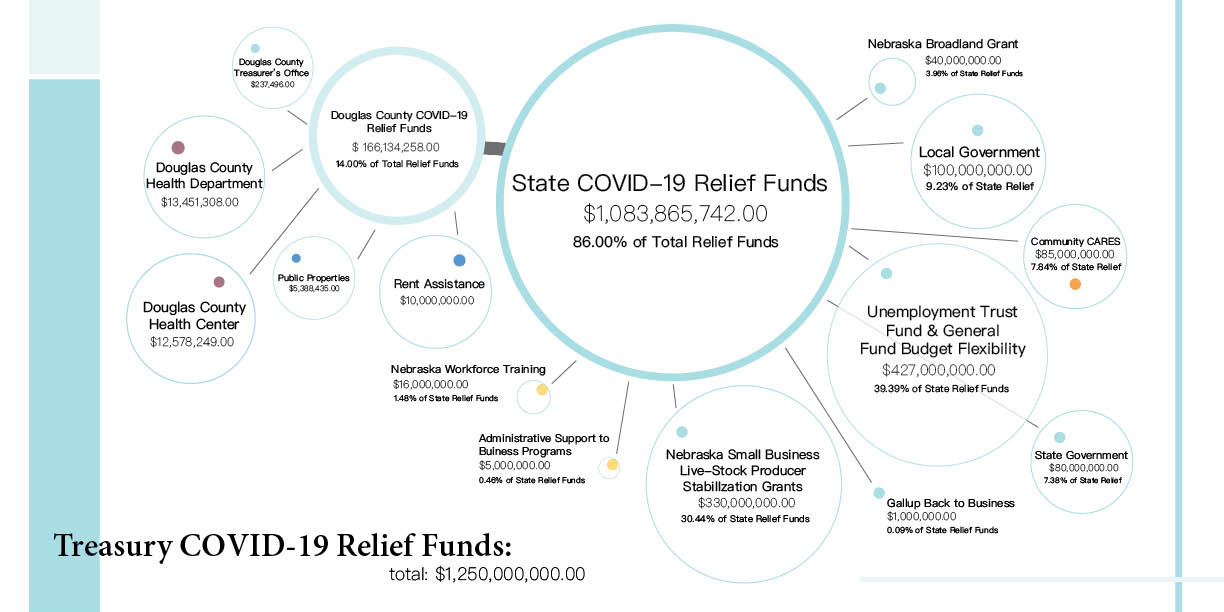 Douglas County
Treasurer's Office
$237,496.00
Douglas County COVID-19
Relief Funds
$ 166,134,258.00
14.00% of Total Relief Funds
Douglas County
Health Department
$13,451,308.00
Douglas County
Health Center
$12,578,249.00
Public Properties
$5,388,435.00
Rent Assistance
$10,000,000.00
State COVID-19 Relief Funds
$1,083,865,742.00
86.00% of Total Relief Funds
Nebraska Broadland Grant
$40,000,000.00
3.96% of State Relief Funds
Local Government
$100,000,000.00
9.23% of State Relief
Community CARES
$85,000,000.00
7.84% of State Relief
Unemployment Trust
Fund & General
Fund Budget Flexibility
$427,000,000.00
39.39% of State Relief Funds
State Government
$80,000,000.00
7.38% of State Relief
Gallup Back to Business
$1,000,000.00
0.09% of State Relief Funds
Nebraska Small Business
Live-Stock Producer
Stabillzation Grants
$330,000,000.00
30.44% of State Relief Funds
Nebraska Workforce Training
$16,000,000.00
1.48% of State Relief Funds
Administrative Support to
Buiness Programs
$5,000,000.00
0.46% of State Relief Funds
Treasury COVID-19 Relief Funds:
total: $1,250,000,000.00